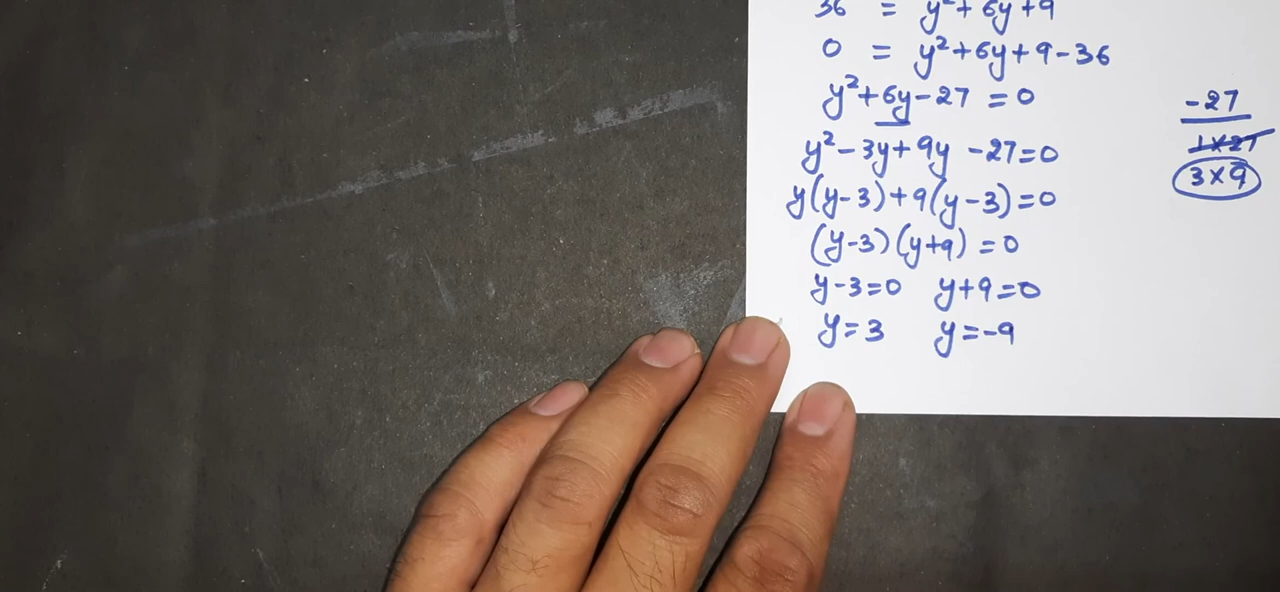 36 = y²+6y+9
0 = y²+6y+9-36
y²+6y-27=0
y²-3y+9y-27=0
y(y-3)+9(y-3)=0
(y-3)(y+9)=0
y-3=0 y+9=0
y=3 y=-9
-27
1×27
3×9